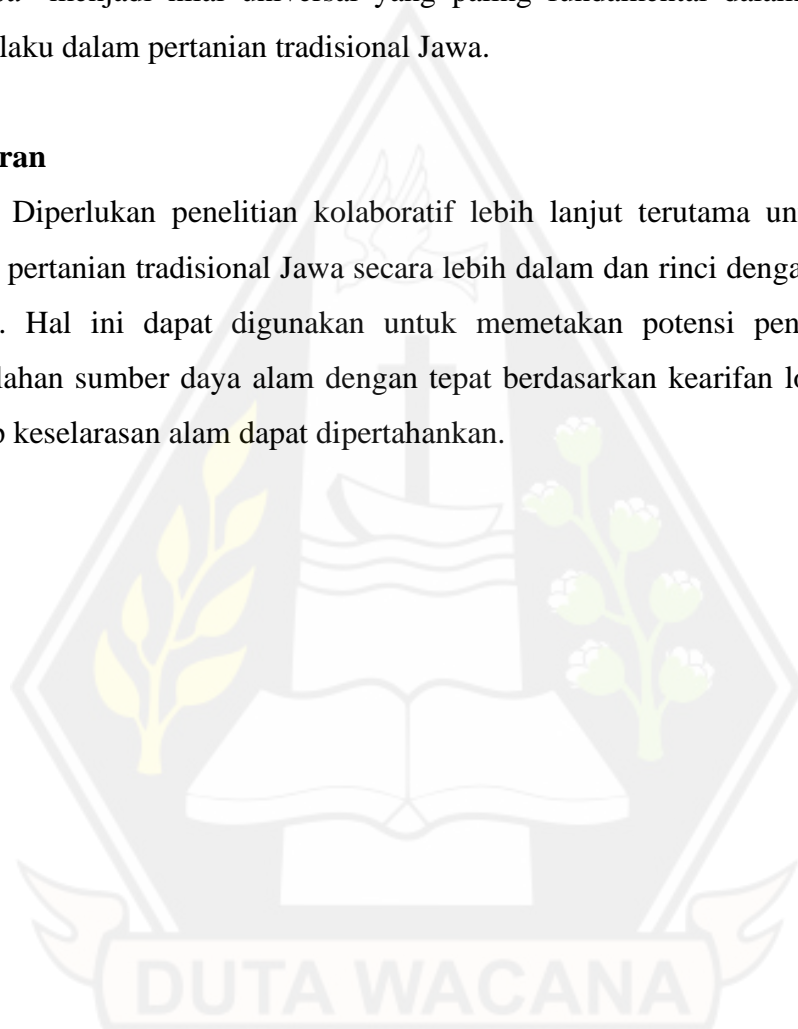 menjadi nilai universal yang paling fundamental dalam
laku dalam pertanian tradisional Jawa.
ran
Diperlukan penelitian kolaboratif lebih lanjut terutama un
pertanian tradisional Jawa secara lebih dalam dan rinci denga
. Hal ini dapat digunakan untuk memetakan potensi pen
lahan sumber daya alam dengan tepat berdasarkan kearifan lo
keselarasan alam dapat dipertahankan.
DUTA WACANA